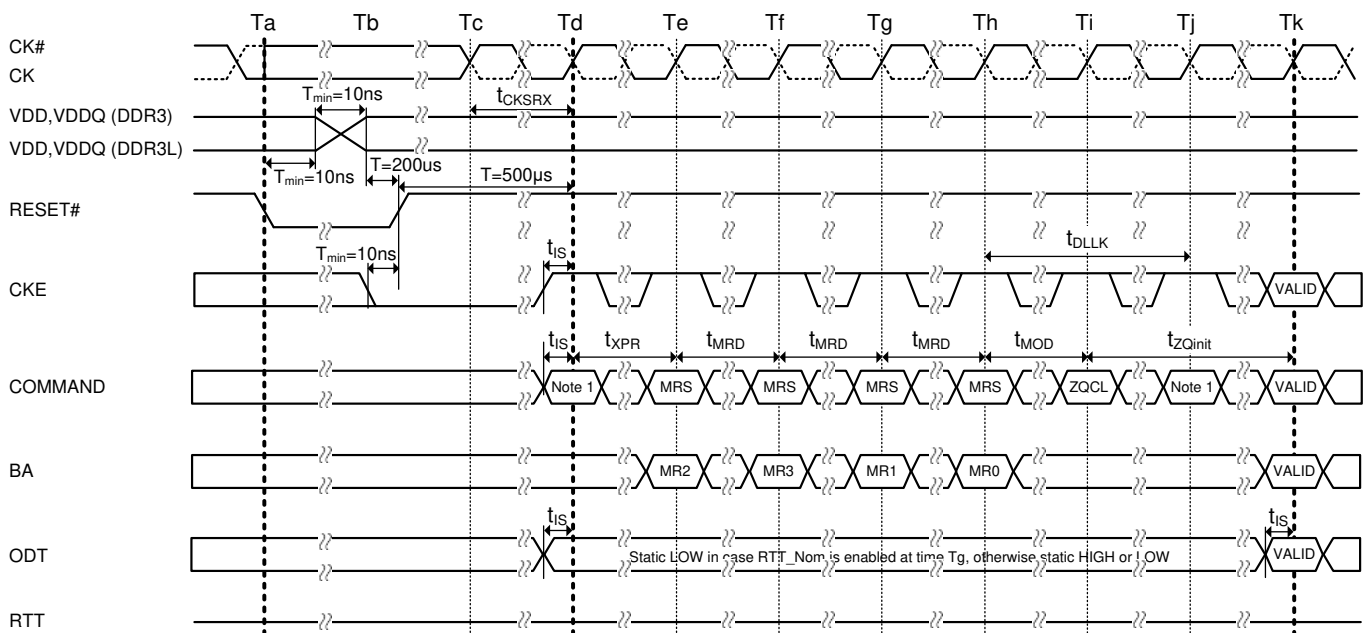 Ta Tb Tc Td Te Tf Tg Th Ti Tj Tk
CK#
CK
Tmin=10ns
tCKSRX
VDD,VDDQ (DDR3)
VDD,VDDQ (DDR3L)
Tmin=10ns
T=200us
T=500µs
RESET#
Tmin=10ns
tIS
tDLLK
CKE
VALID
tIS tXPR tMRD tMRD tMRD tMOD tZQinit
COMMAND
Note 1 MRS MRS MRS MRS ZQCL Note 1 VALID
BA
MR2 MR3 MR1 MR0 VALID
tIS tIS
ODT
Static LOW in case RTT_Nom is enabled at time Tg, otherwise static HIGH or LOW
VALID
RTT